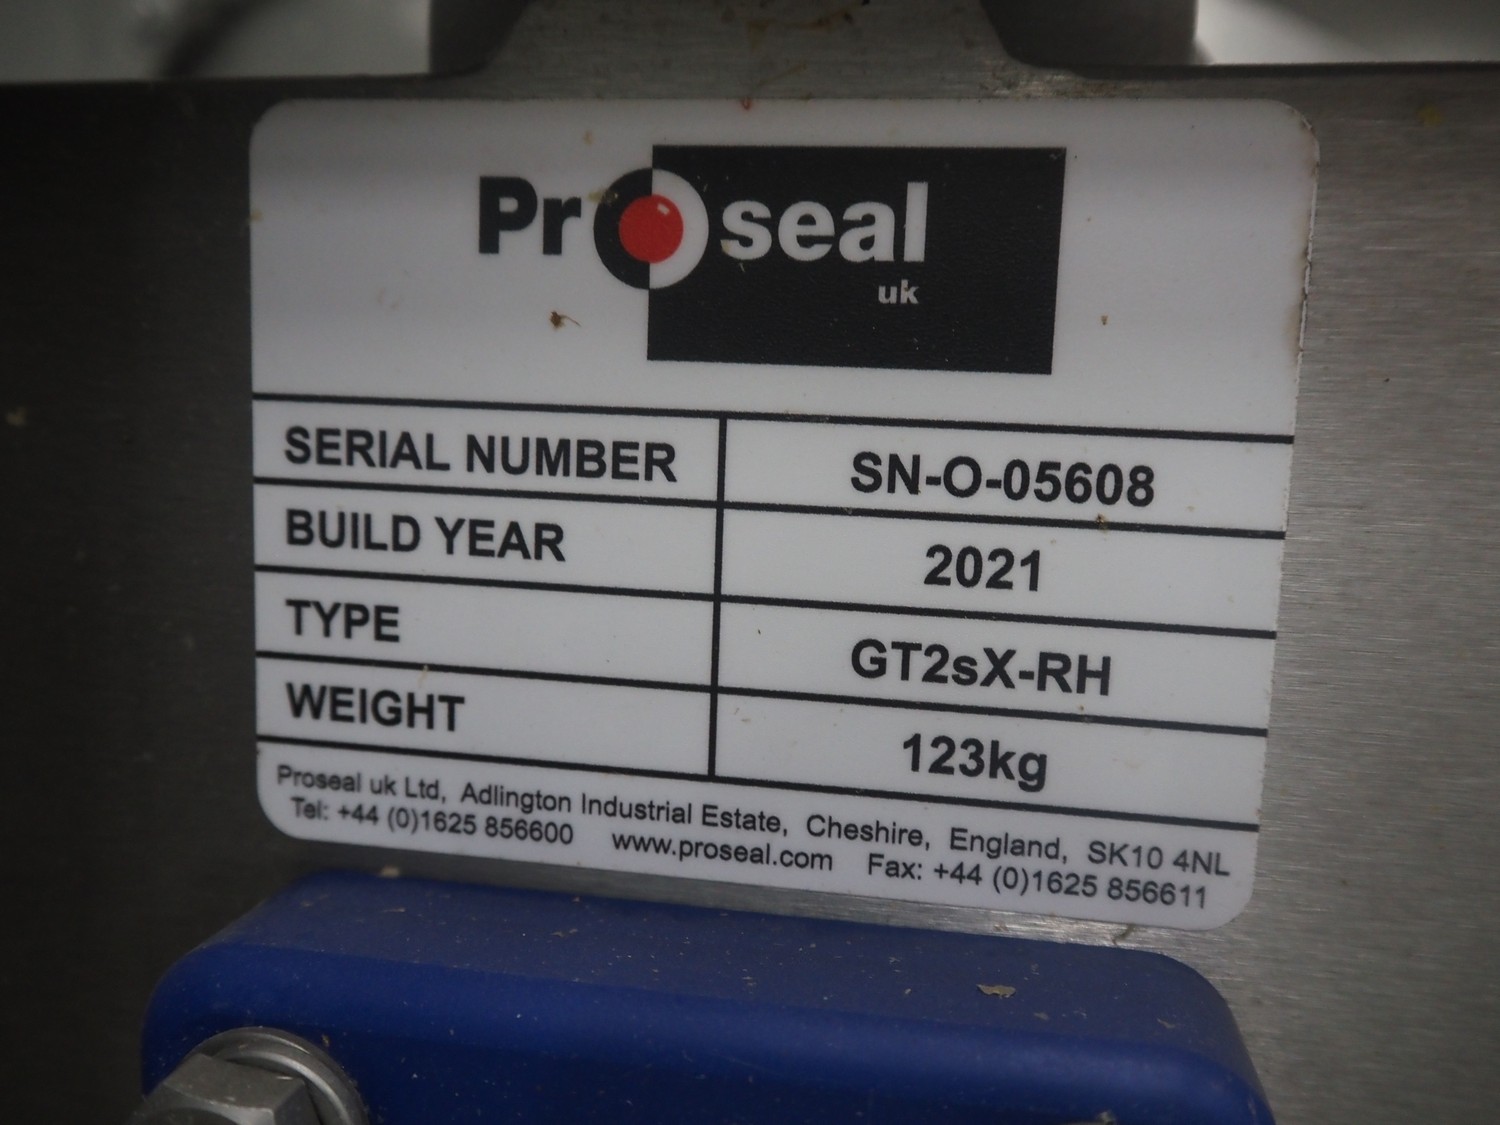 Proseal
uk
SERIAL NUMBER SN-O-05608
BUILD YEAR 2021
TYPE GT2sX-RH
WEIGHT 123kg
Proseal uk Ltd, Adlington Industrial Estate, Cheshire, England, SK10 4NL
Tel: +44 (0)1625 856600 www.proseal.com Fax: +44 (0)1625 856611